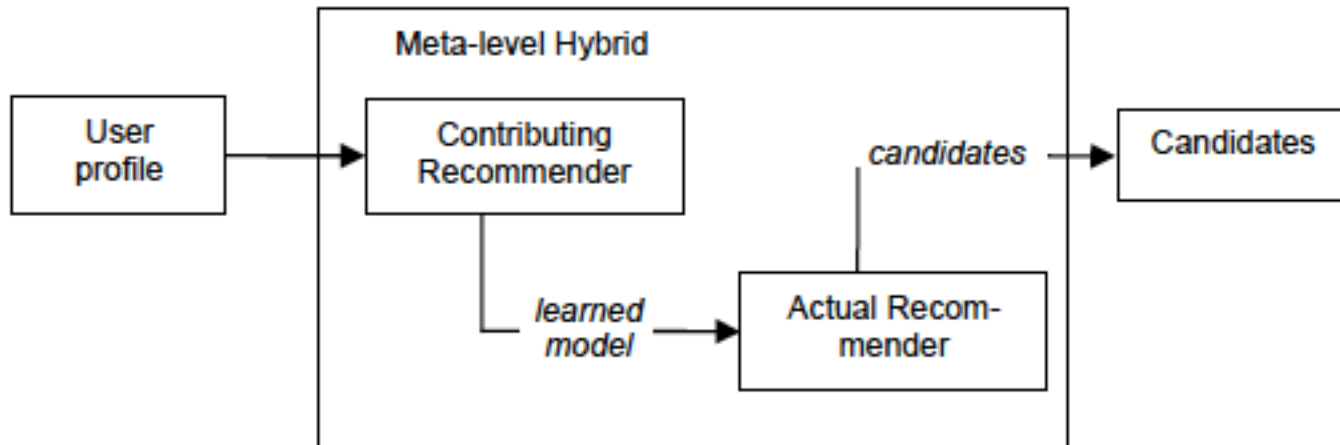 Meta-level Hybrid
User
profile
Contributing
Recommender
candidates
Candidates
learned
model
Actual Recom-
mender